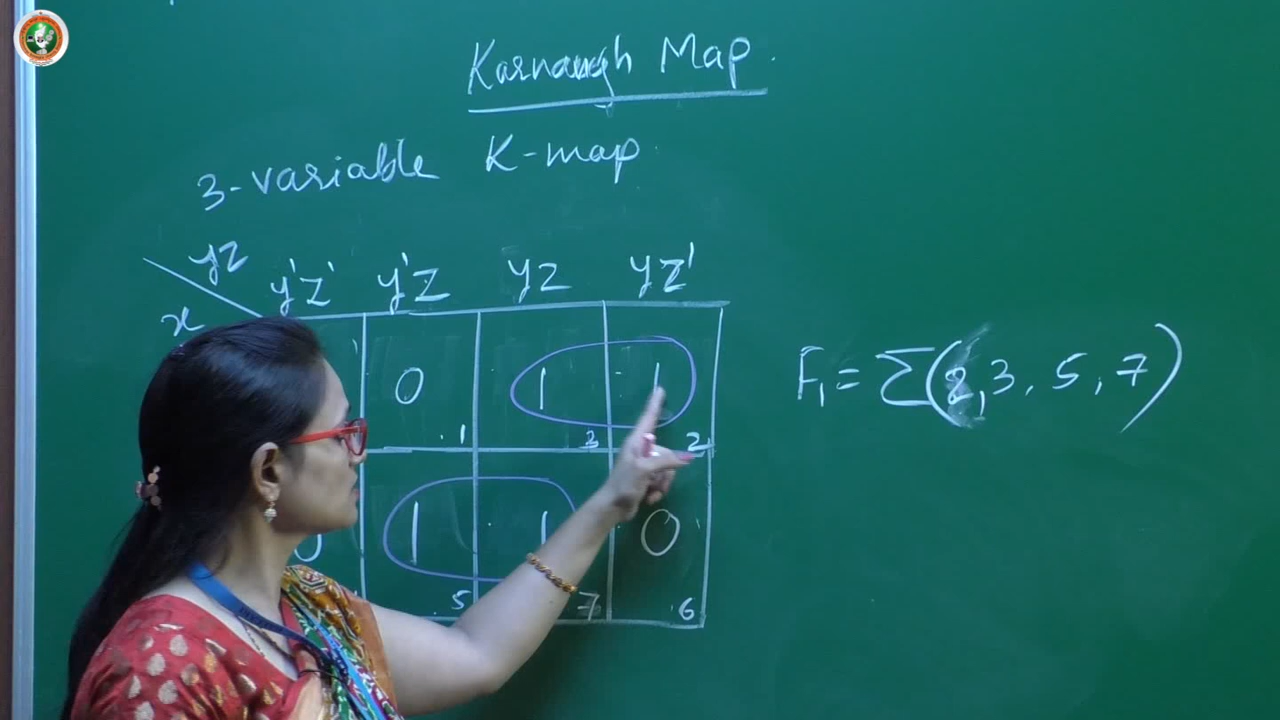 Karnaugh Map.
3-variable K-map
yz
x
y'z' y'z yz yz'
0 1 1
1 3 2
F₁ = Σ(2,3, 5, 7)
0 1 1 0
5 7 6